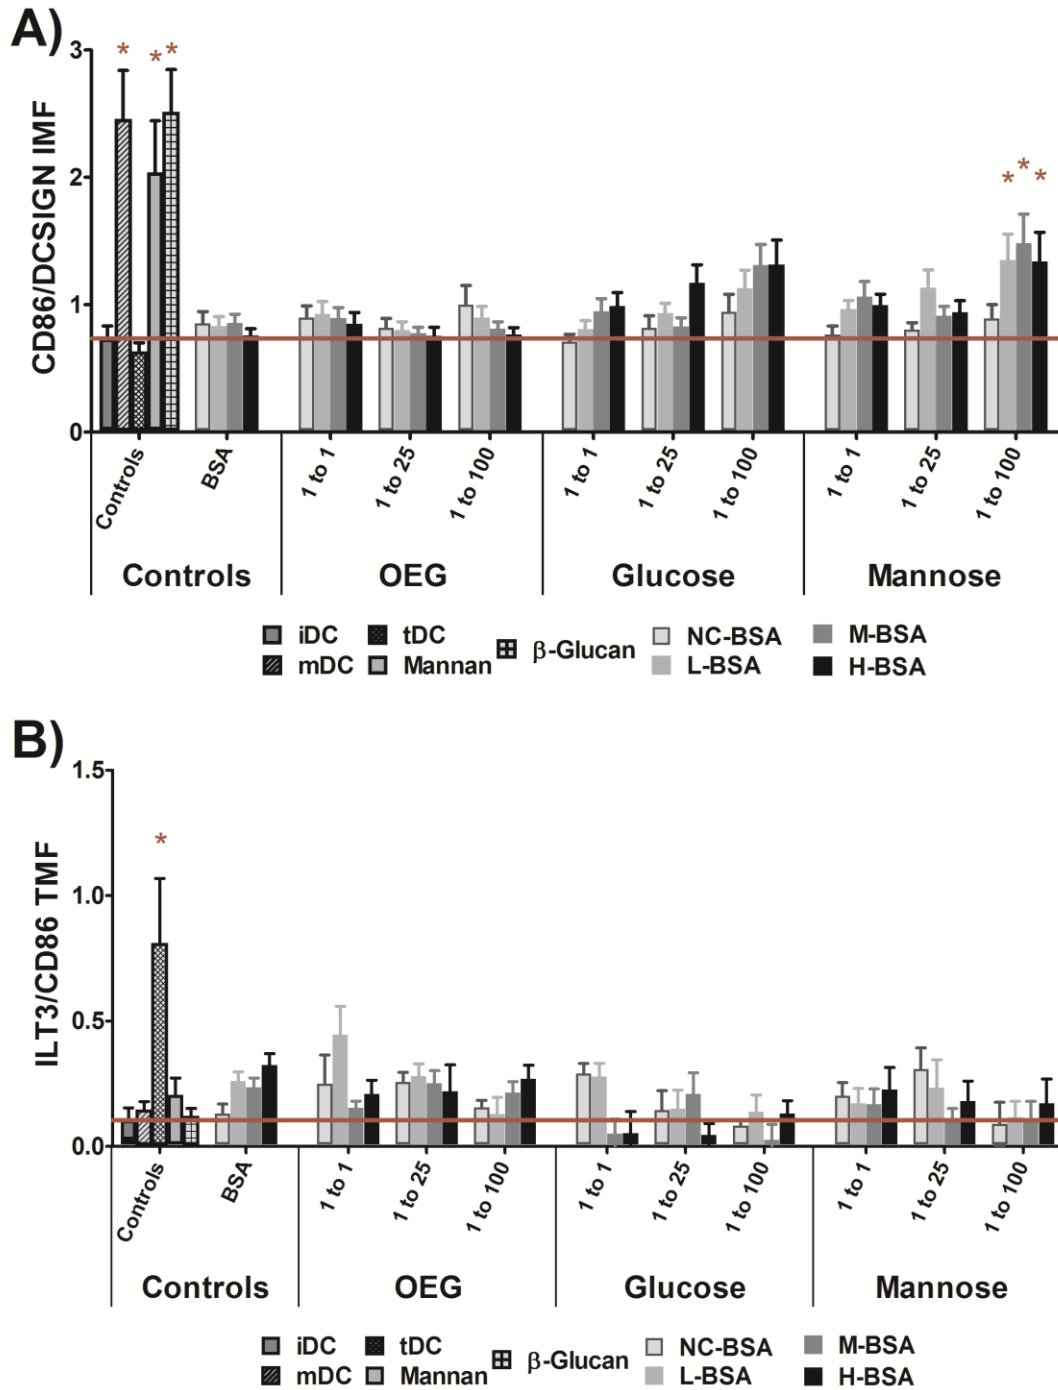 A)
CD86/DCSIGN IMF
3
2
1
0
* * *
* * *
Controls BSA 1 to 1 1 to 25 1 to 100 1 to 1 1 to 25 1 to 100 1 to 1 1 to 25 1 to 100
Controls OEG Glucose Mannose
iDC tDC β-Glucan NC-BSA M-BSA
mDC Mannan L-BSA H-BSA
B)
ILT3/CD86 TMF
1.5
1.0
0.5
0.0
*
Controls BSA 1 to 1 1 to 25 1 to 100 1 to 1 1 to 25 1 to 100 1 to 1 1 to 25 1 to 100
Controls OEG Glucose Mannose
iDC tDC β-Glucan NC-BSA M-BSA
mDC Mannan L-BSA H-BSA